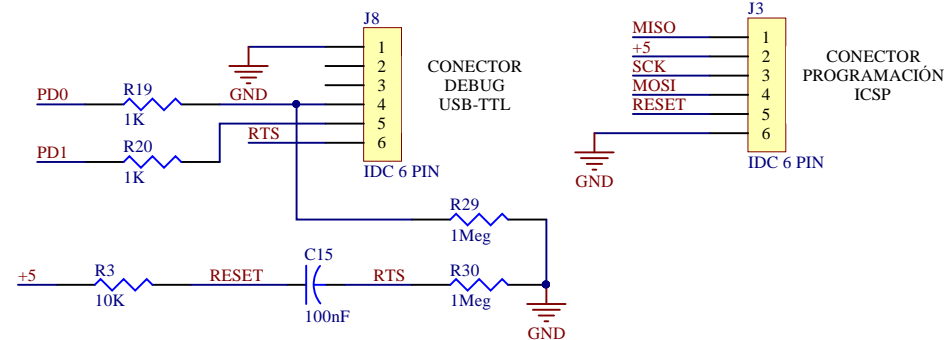 J8
1
2
3
4
5
6
IDC 6 PIN
CONECTOR
DEBUG
USB-TTL
GND
PD0
R19
1K
PD1
R20
1K
RTS
J3
MISO
+5
SCK
MOSI
RESET
1
2
3
4
5
6
IDC 6 PIN
CONECTOR
PROGRAMACIÓN
ICSP
GND
R29
1Meg
+5
R3
10K
RESET
C15
100nF
RTS
R30
1Meg
GND